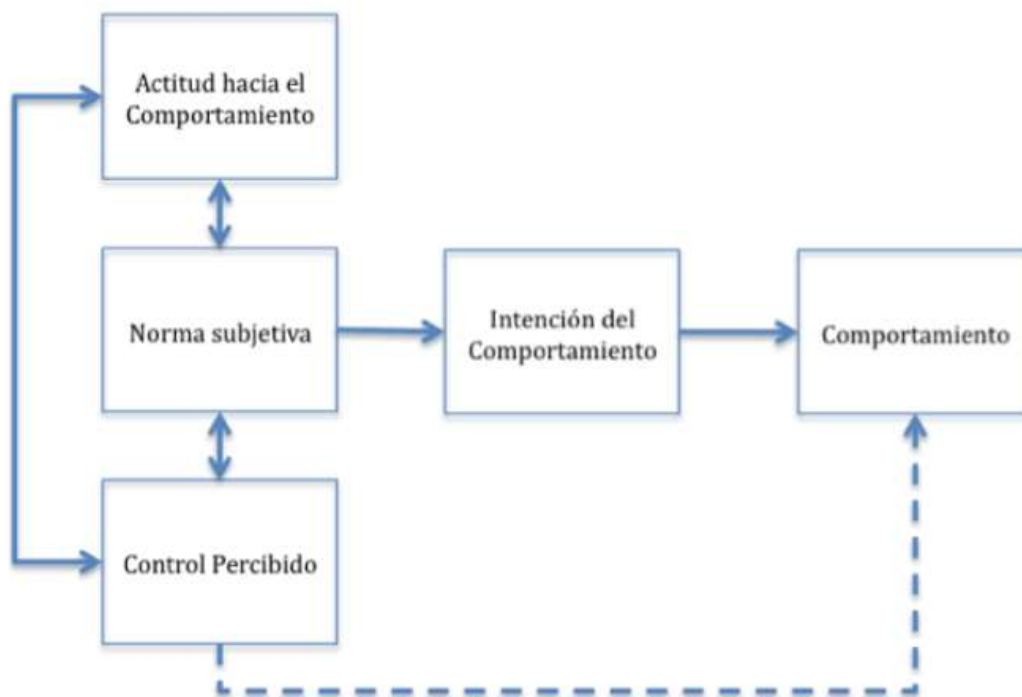 Actitud hacia el
Comportamiento
Norma subjetiva
Intención del
Comportamiento
Comportamiento
Control Percibido